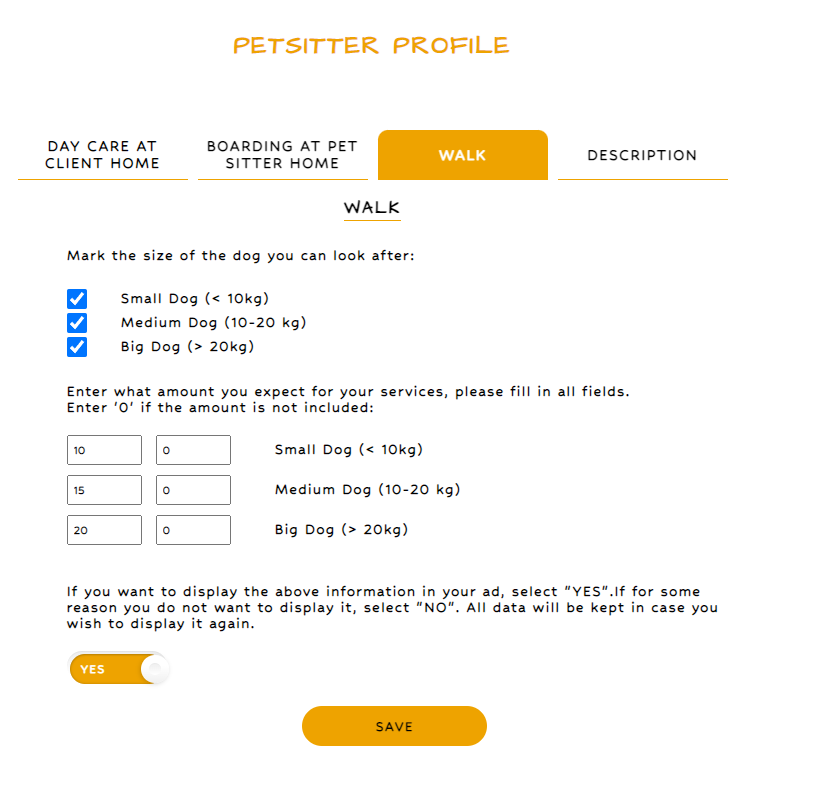 PETSITTER PROFILE
DAY CARE AT
CLIENT HOME
BOARDING AT PET
SITTER HOME
WALK
DESCRIPTION
WALK
Mark the size of the dog you can look after:
Small Dog (< 10kg)
Medium Dog (10-20 kg)
Big Dog (> 20kg)
Enter what amount you expect for your services, please fill in all fields.
Enter '0' if the amount is not included:
10 0 Small Dog (< 10kg)
15 0 Medium Dog (10-20 kg)
20 0 Big Dog (> 20kg)
If you want to display the above information in your ad, select "YES".If for some
reason you do not want to display it, select "NO". All data will be kept in case you
wish to display it again.
YES
SAVE